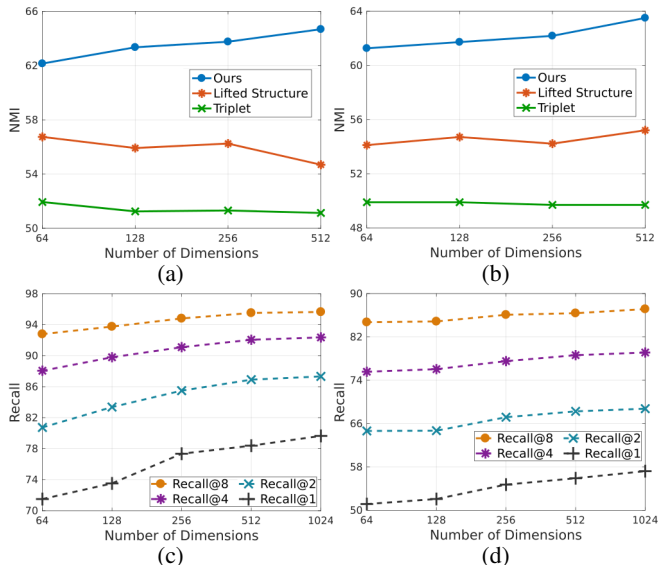 66
62
58
54
50
NMI
Ours
Lifted Structure
Triplet
64 128 256 512
Number of Dimensions
(a)
64
60
56
52
48
NMI
Ours
Lifted Structure
Triplet
64 128 256 512
Number of Dimensions
(b)
98
94
90
86
82
78
74
70
Recall
Recall@8 Recall@2
Recall@4 Recall@1
64 128 256 512 1024
Number of Dimensions
(c)
90
82
74
66
58
50
Recall
Recall@8 Recall@2
Recall@4 Recall@1
64 128 256 512 1024
Number of Dimensions
(d)